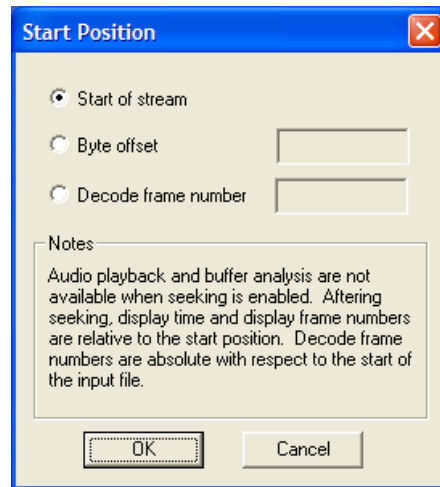 Start Position
Start of stream
Byte offset
Decode frame number
Notes
Audio playback and buffer analysis are not
available when seeking is enabled.  Aftering
seeking, display time and display frame numbers
are relative to the start position.  Decode frame
numbers are absolute with respect to the start of
the input file.
OK
Cancel